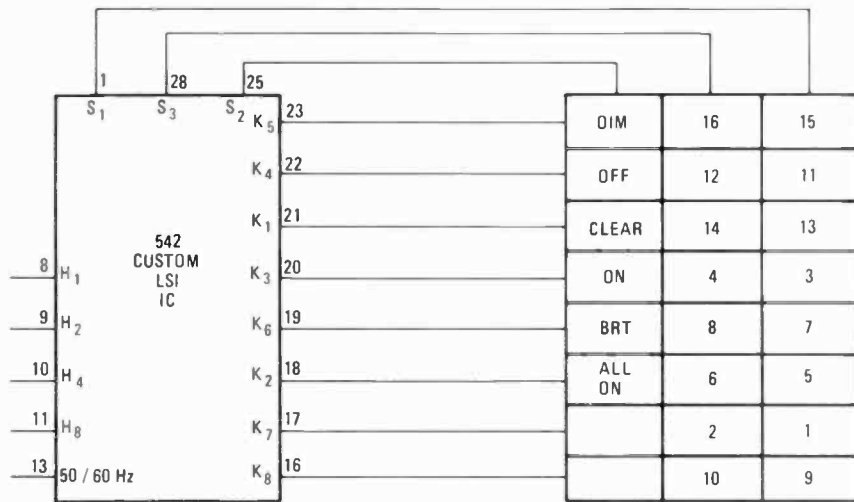 1 28 25
S1 S3 S2
K5 23
K4 22
K1 21
542
CUSTOM
LSI
IC
8 H1 K3 20
9 H2 K6 19
10 H4 K2 18
11 H8 K7 17
13 50 / 60 Hz K8 16
OIM 16 15
OFF 12 11
CLEAR 14 13
ON 4 3
BRT 8 7
ALL
ON 6 5
2 1
10 9